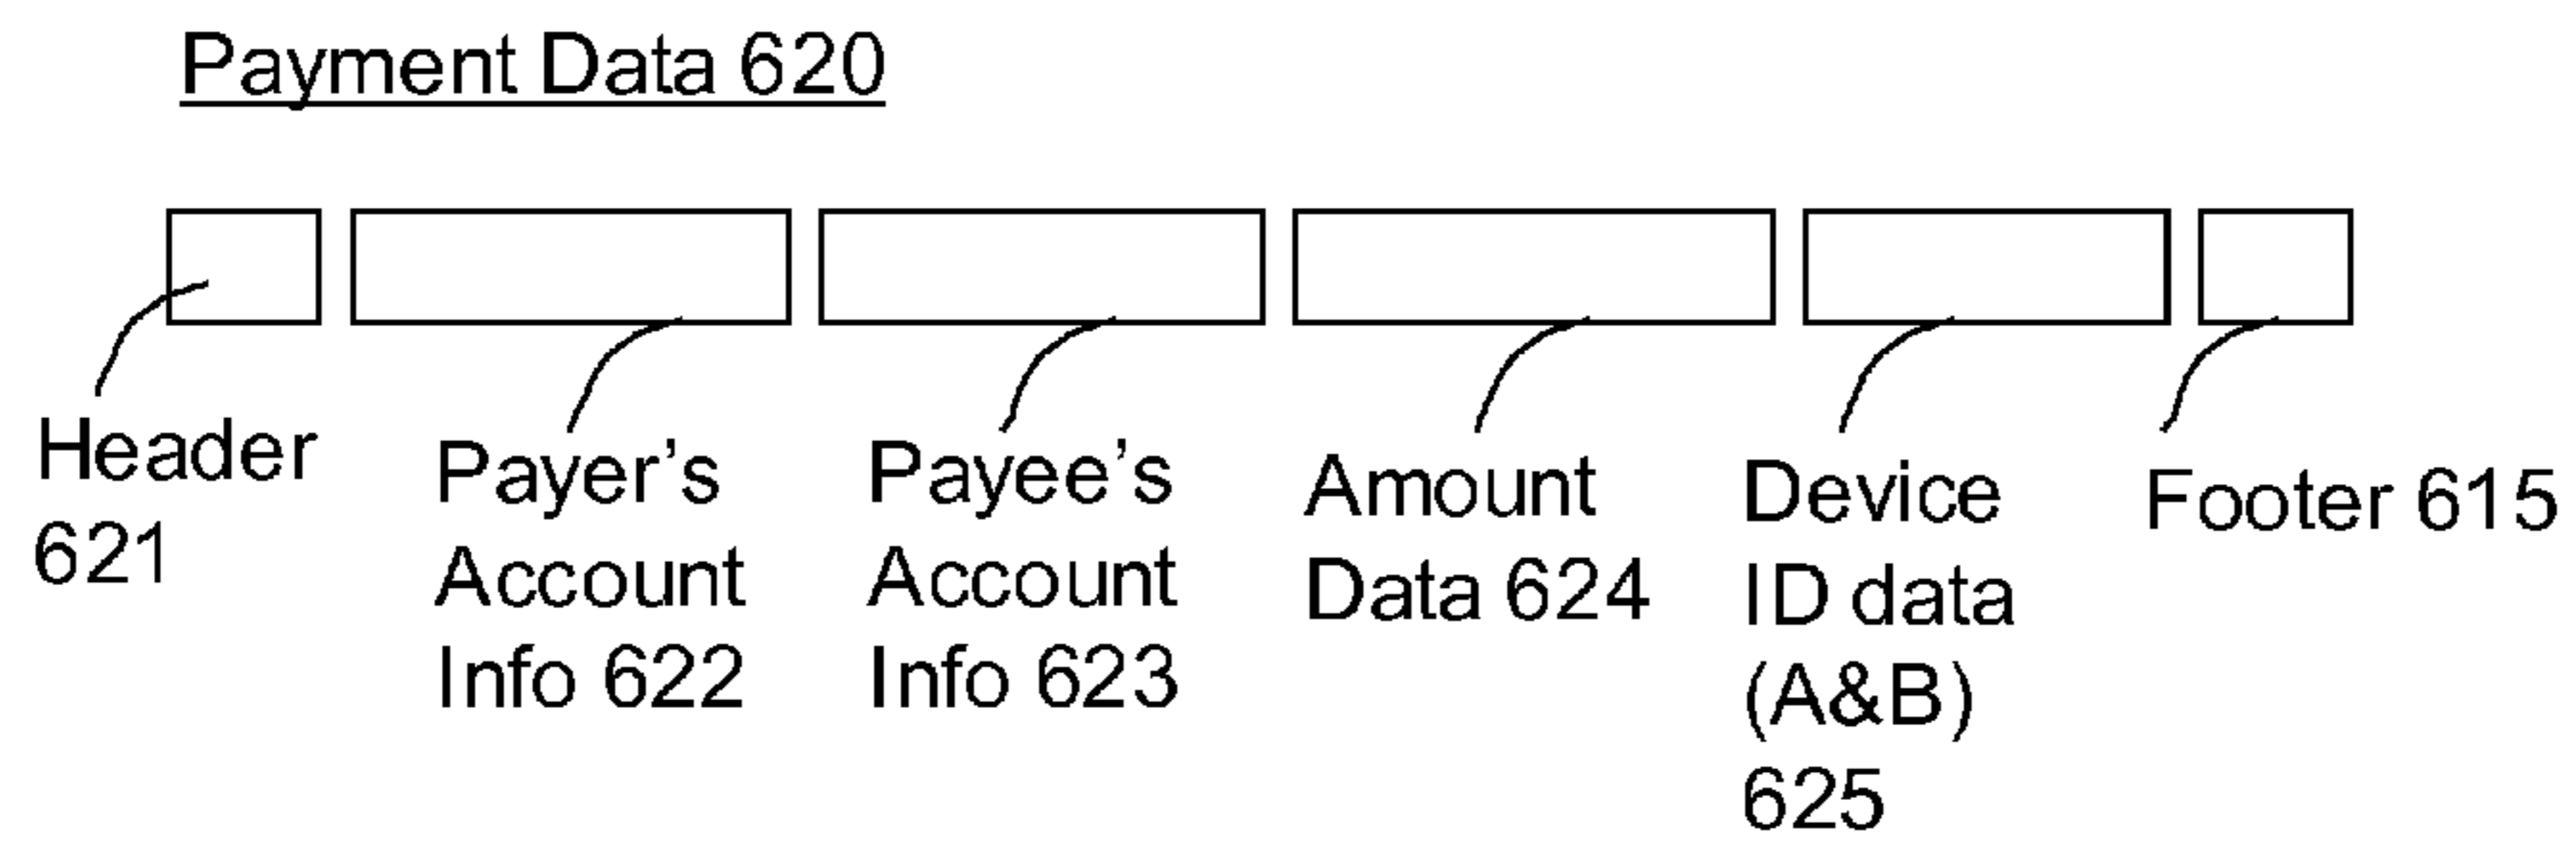 Payment Data 620
Header
621
Payer's
Account
Info 622
Payee's
Account
Info 623
Amount
Data 624
Device
ID data
(A&B)
625
Footer 615